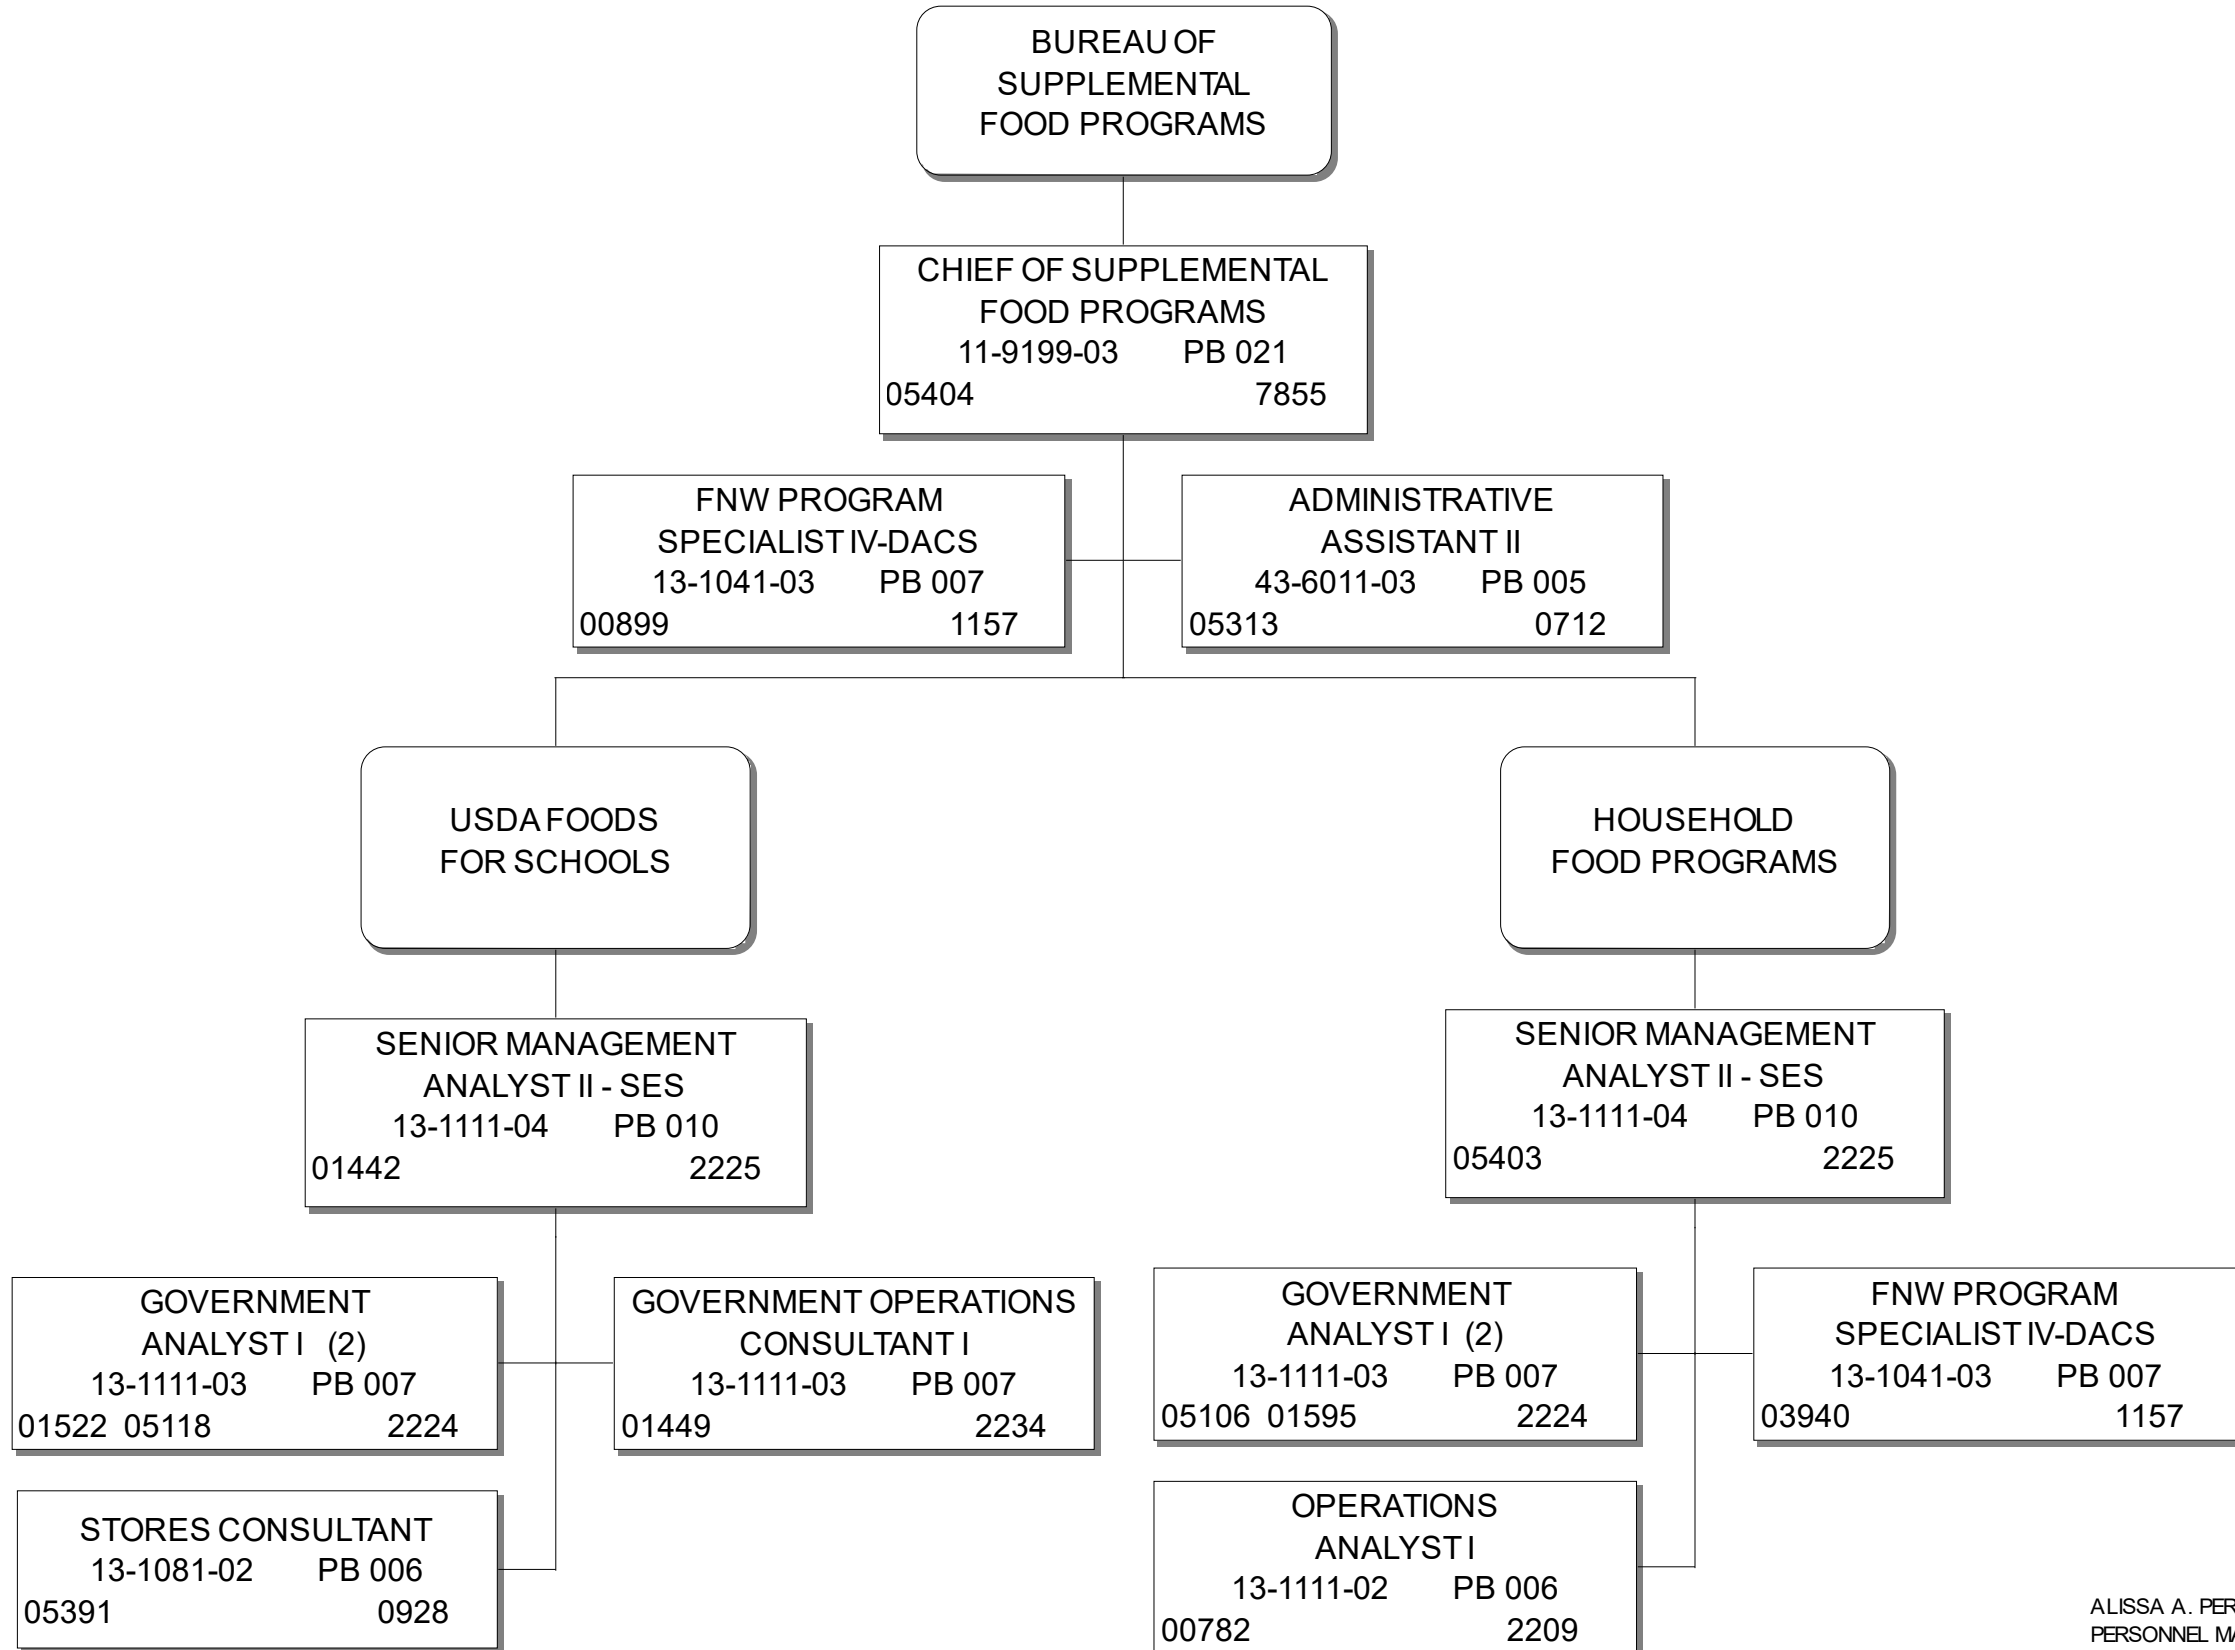 BUREAU OF
SUPPLEMENTAL
FOOD PROGRAMS
CHIEF OF SUPPLEMENTAL
FOOD PROGRAMS
11-9199-03 PB 021
05404 7855
FNW PROGRAM
SPECIALIST IV-DACS
13-1041-03 PB 007
00899 1157
ADMINISTRATIVE
ASSISTANT II
43-6011-03 PB 005
05313 0712
USDA FOODS
FOR SCHOOLS
HOUSEHOLD
FOOD PROGRAMS
SENIOR MANAGEMENT
ANALYST II - SES
13-1111-04 PB 010
01442 2225
SENIOR MANAGEMENT
ANALYST II - SES
13-1111-04 PB 010
05403 2225
GOVERNMENT
ANALYST I (2)
13-1111-03 PB 007
01522 05118 2224
GOVERNMENT OPERATIONS
CONSULTANT I
13-1111-03 PB 007
01449 2234
GOVERNMENT
ANALYST I (2)
13-1111-03 PB 007
05106 01595 2224
FNW PROGRAM
SPECIALIST IV-DACS
13-1041-03 PB 007
03940 1157
STORES CONSULTANT
13-1081-02 PB 006
05391 0928
OPERATIONS
ANALYST I
13-1111-02 PB 006
00782 2209
ALISSA A.
PERSONNEL